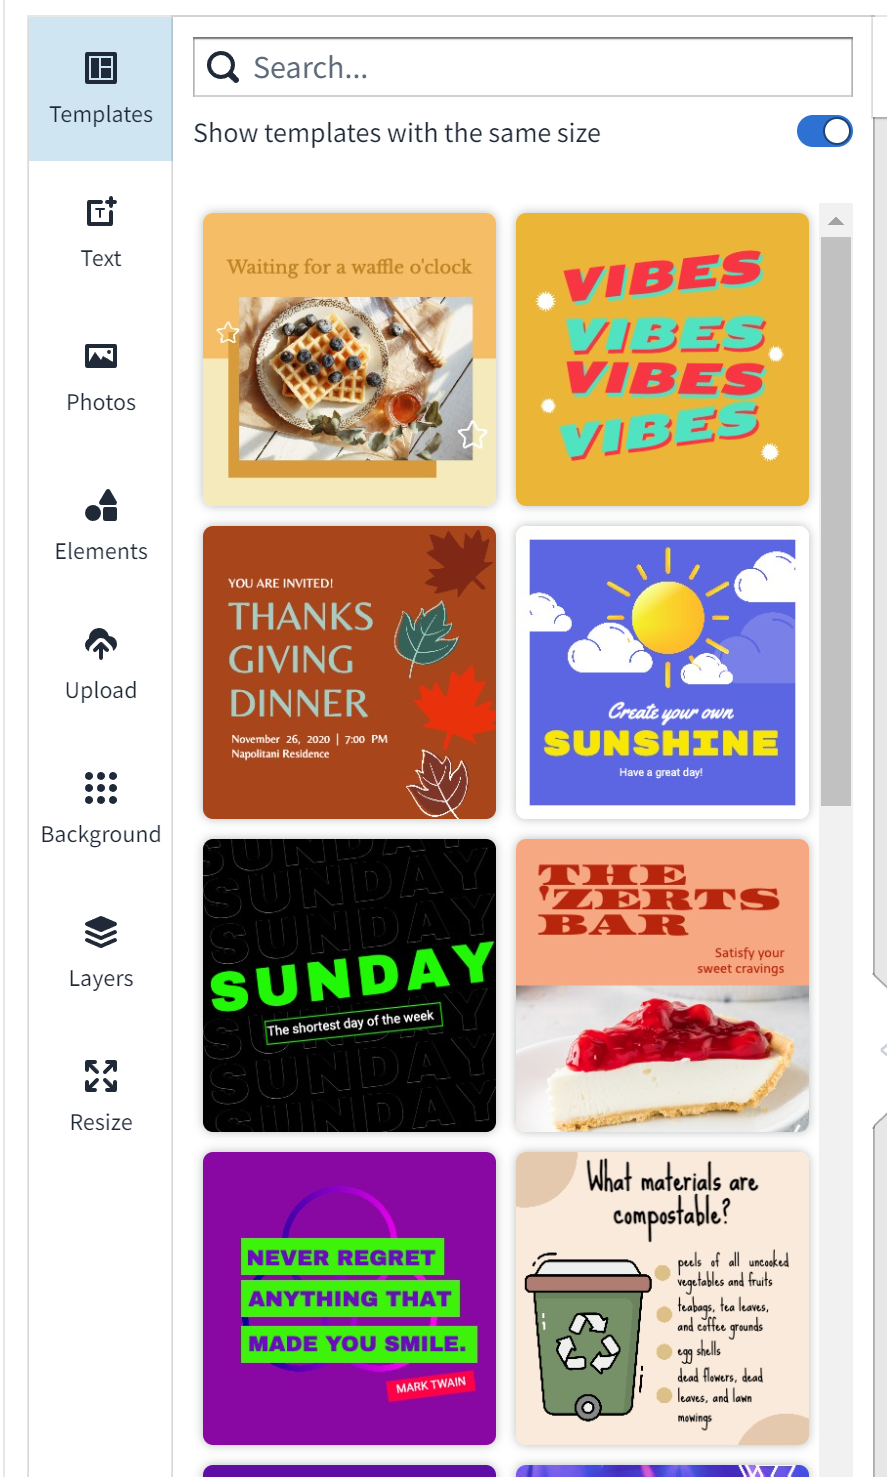 Templates
Text
Photos
Elements
Upload
Background
Layers
Resize
Search...
Show templates with the same size
Waiting for a waffle o'clock
VIBES
VIBES
VIBES
VIBES
YOU ARE INVITED!
THANKS
GIVING
DINNER
November 26, 2020 | 7:00 PM
Napolitani Residence
Create your own
SUNSHINE
Have a great day!
SUNDAY
SUNDAY
SUNDAY
SUNDAY
The shortest day of the week
SUNDAY
SUNDAY
SUNDAY
THE
'ZERTS
BAR
Satisfy your
sweet cravings
NEVER REGRET
ANYTHING THAT
MADE YOU SMILE.
MARK TWAIN
What materials are
compostable?
peels of all uncooked
vegetables and fruits
teabags, tea leaves,
and coffee grounds
egg shells
dead flowers, dead
leaves, and lawn
mowings